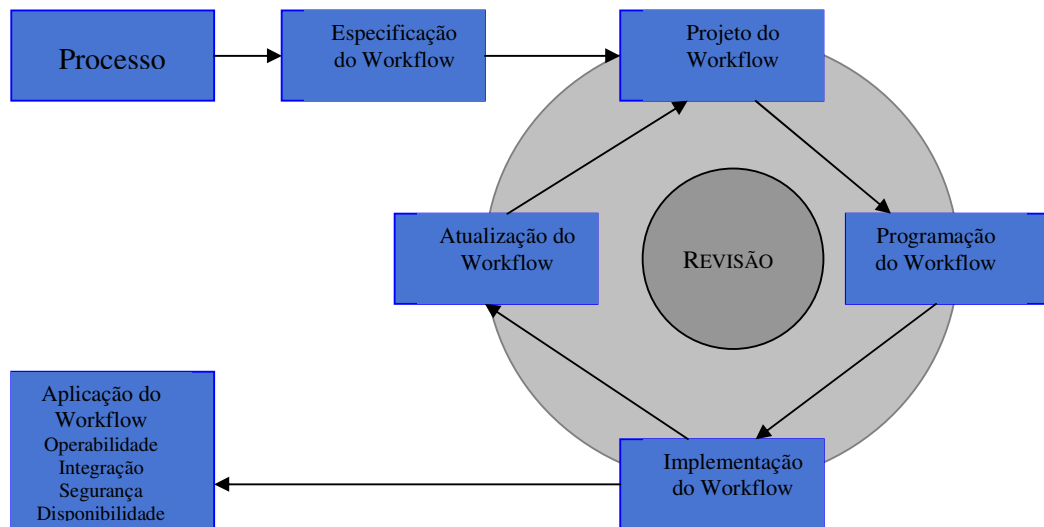 Processo
Especificação
do Workflow
Projeto do
Workflow
Atualização do
Workflow
REVISÃO
Programação
do Workflow
Aplicação do
Workflow
Operabilidade
Integração
Segurança
Disponibilidade
Implementação
do Workflow